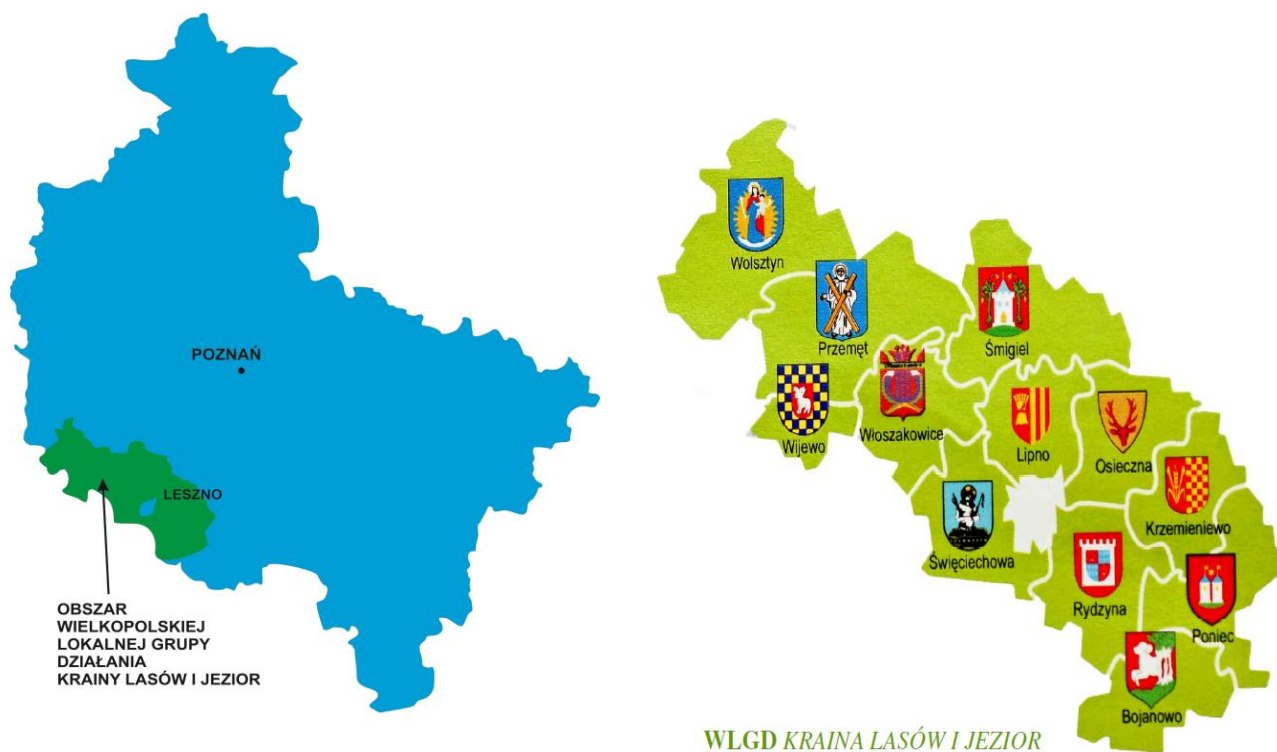 POZNAŃ
LESZNO
OBSZAR
WIELKOPOLSKIEJ
LOKALNEJ GRUPY
DZIAŁANIA
KRAINY LASÓW I JEZIOR
Wolsztyn
Przemęt
Śmigiel
Wijewo
Włoszakowice
Lipno
Osieczna
Krzemieniewo
Święciechowa
Rydzyna
Poniec
Bojanowo
WLGD KRAINA LASÓW I JEZIOR